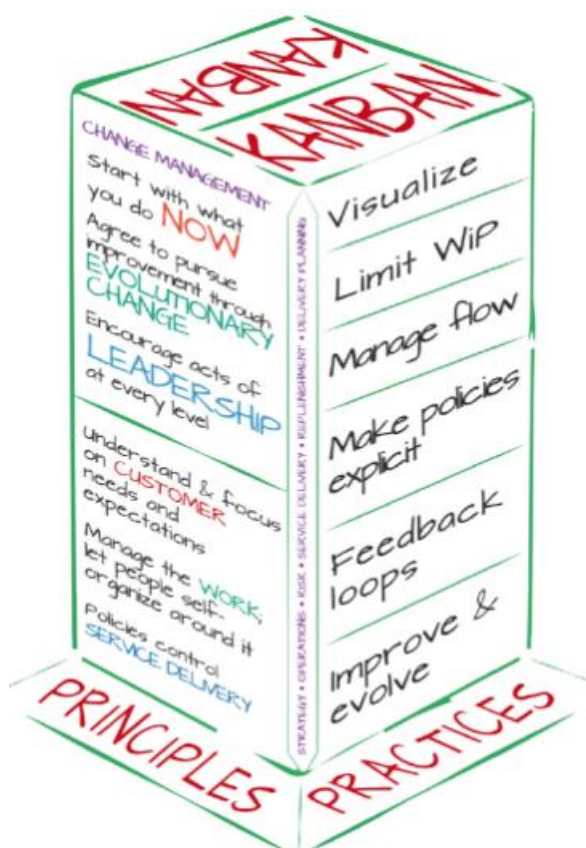 KANBAN
KANBAN
CHANGE MANAGEMENT
Start with what
you do NOW
Agree to pursue
improvement through
EVOLUTIONARY
CHANGE
Encourage acts of
LEADERSHIP
at every level
Understand & focus
on CUSTOMER
needs and
expectations
Manage the WORK;
let people self-
organize around it
Policies control
SERVICE DELIVERY
STRATEGY • OPERATIONS • RISK • SERVICE DELIVERY • REPLENISHMENT • DELIVERY PLANNING
Visualize
Limit WiP
Manage flow
Make policies
explicit
Feedback
loops
Improve &
evolve
PRINCIPLES
PRACTICES